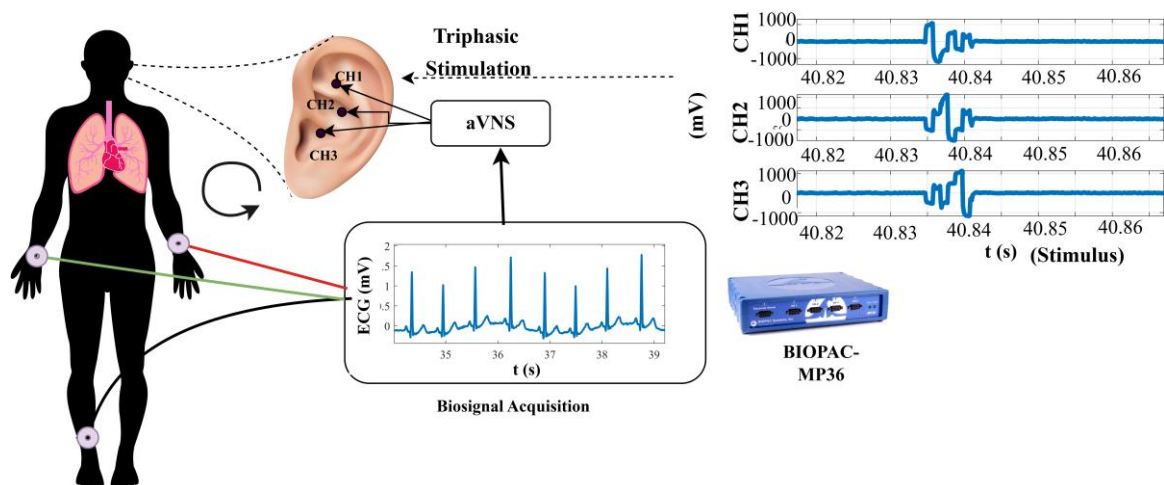 Triphasic
Stimulation
CH1
CH2
CH3
aVNS
ECG (mV)
2
1.5
1
.5
0
35 36 37 38 39
t (s)
Biosignal Acquisition
(mV)
CH1
1000
0
-1000
40.82 40.83 40.84 40.85 40.86
CH2
1000
0
-1000
40.82 40.83 40.84 40.85 40.86
CH3
1000
0
-1000
40.82 40.83 40.84 40.85 40.86
t (s) (Stimulus)
BIOPAC-
MP36